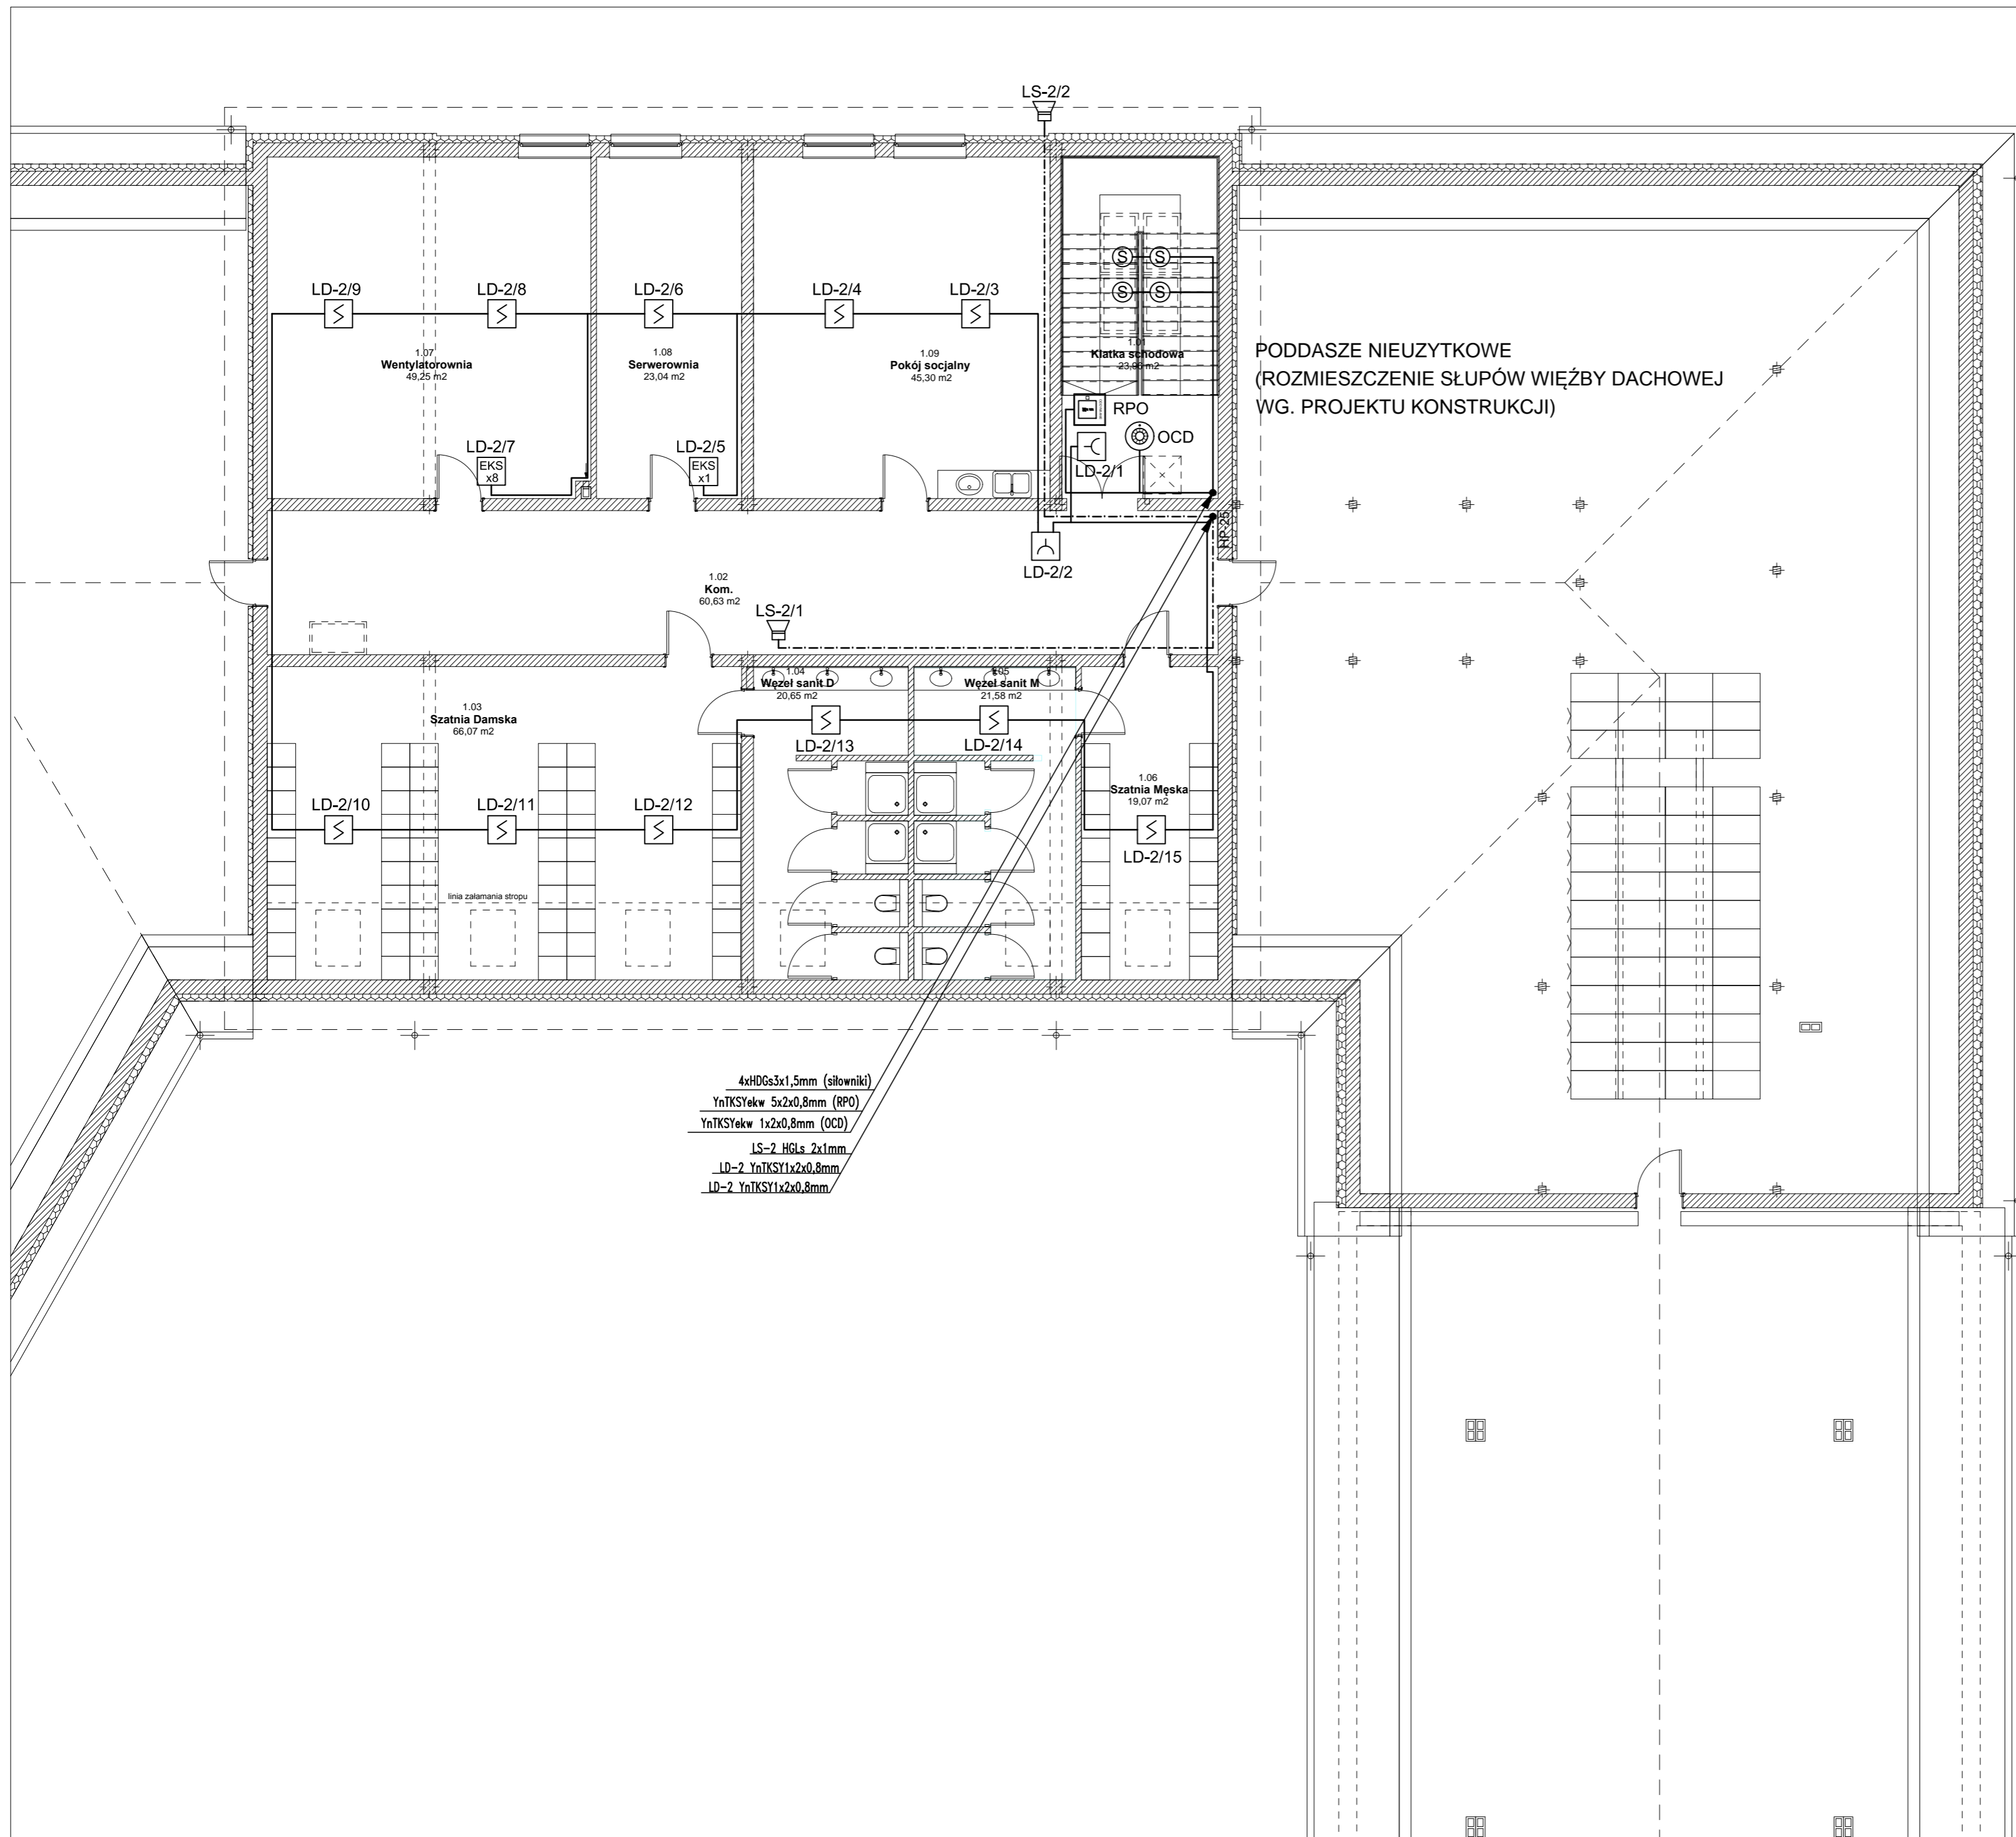 LS-2/2
S
S
LD-2/9
LD-2/8
LD-2/6
LD-2/4
LD-2/3
S
S
1.07
Wentylatorownia
49,25 m2
1.08
Serwerownia
23,04 m2
1.09
Pokój socjalny
45,30 m2
1.01
Klatka schodowa
PODDASZE NIEUZYTKOWE
(ROZMIESZCZENIE SŁUPÓW WIĘŹBY DACHOWEJ
WG. PROJEKTU KONSTRUKCJI)
RPO
OCD
LD-2/7
EKS
x8
LD-2/5
EKS
x1
LD-2/1
HP-25
LD-2/2
1.02
Kom.
60,63 m2
LS-2/1
1.04
Węzeł sanit D
20,65 m2
1.05
Węzeł sanit M
21,58 m2
1.03
Szatnia Damska
66,07 m2
LD-2/13
LD-2/14
1.06
Szatnia Męska
19,07 m2
LD-2/10
LD-2/11
LD-2/12
LD-2/15
linia załamania stropu
4xHDGs3x1,5mm (siłowniki)
YnTKSYekw 5x2x0,8mm (RPO)
YnTKSYekw 1x2x0,8mm (OCD)
LS-2 HGLs 2x1mm
LD-2 YnTKSY1x2x0,8mm
LD-2 YnTKSY1x2x0,8mm